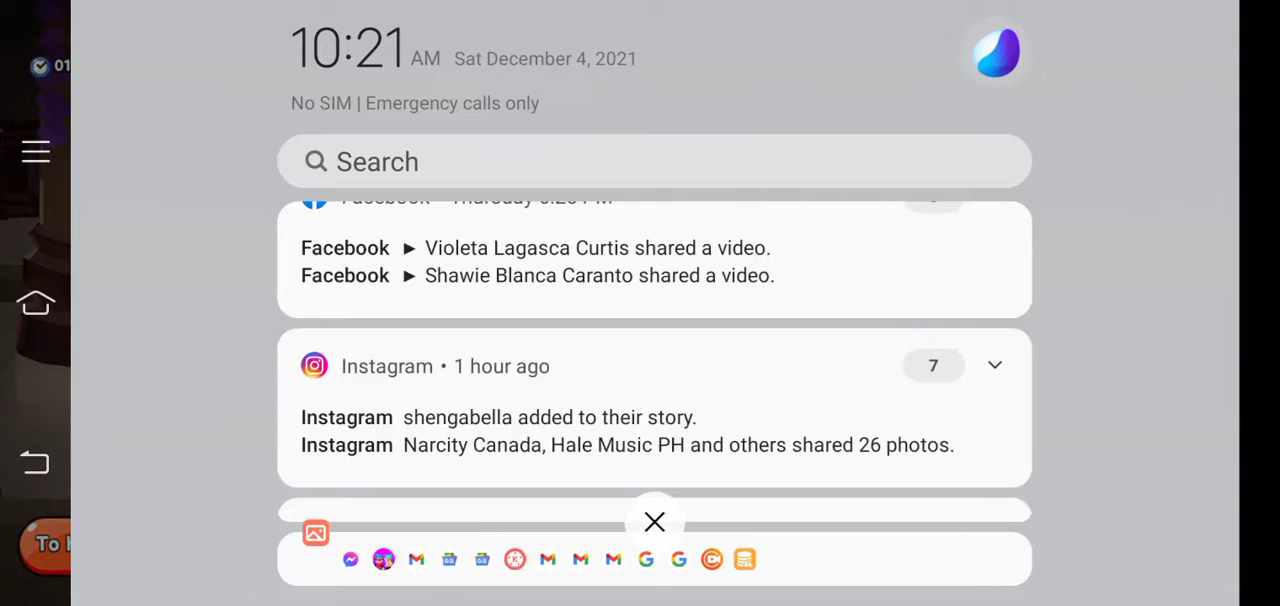 01
10:21 AM Sat December 4, 2021
No SIM | Emergency calls only
Search
Facebook ► Violeta Lagasca Curtis shared a video.
Facebook ► Shawie Blanca Caranto shared a video.
Instagram • 1 hour ago 7
Instagram shengabella added to their story.
Instagram Narcity Canada, Hale Music PH and others shared 26 photos.
To